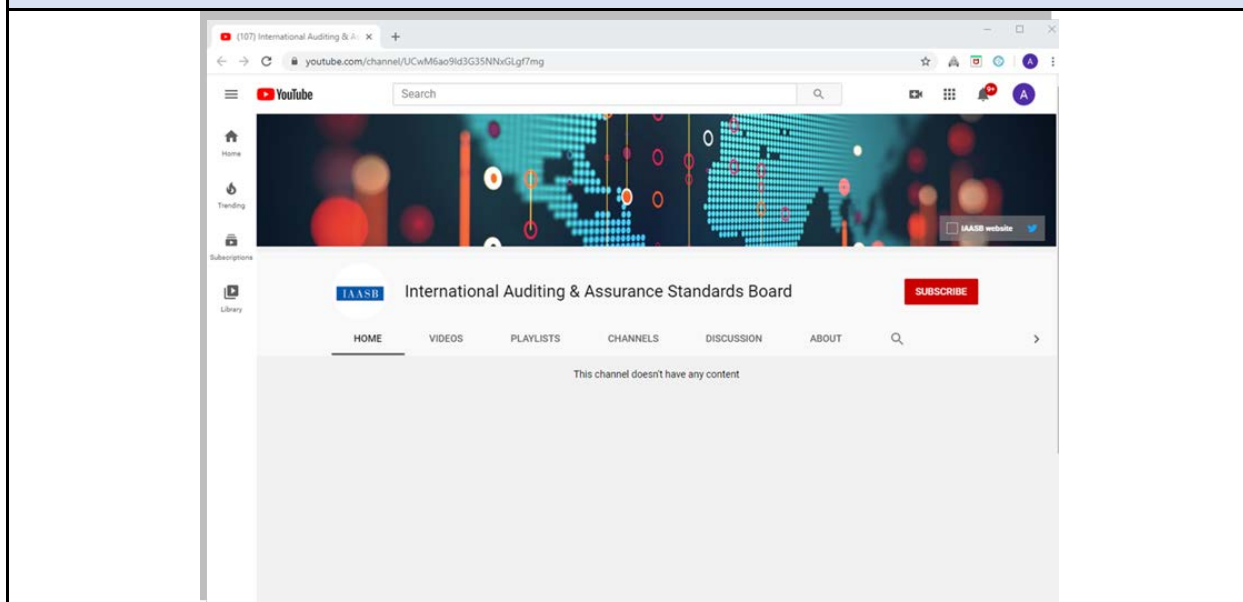 (107) International Auditing & A
youtube.com/channel/UCwM6ao9ld3G35NNxGLgf7mg
YouTube
Search
9+
A
A
Home
Trending
Subscriptions
Library
IAASB website
IAASB
International Auditing & Assurance Standards Board
SUBSCRIBE
HOME VIDEOS PLAYLISTS CHANNELS DISCUSSION ABOUT
This channel doesn't have any content